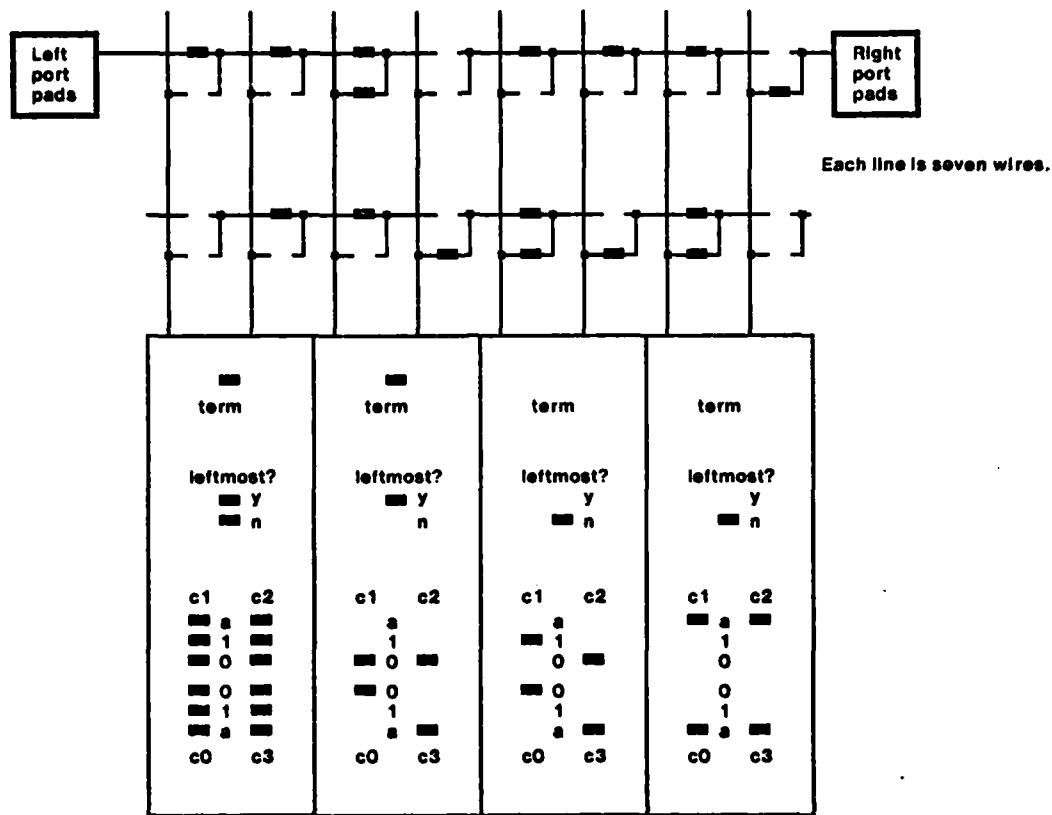 Left
port
pads
Right
port
pads
Each line is seven wires.
term term term term
leftmost? leftmost? leftmost? leftmost?
y y y y
n n n n
c1 c2 c1 c2 c1 c2 c1 c2
a a a a
1 1 1 1
0 0 0 0
0 0 0 0
1 1 1 1
a a a a
c0 c3 c0 c3 c0 c3 c0 c3